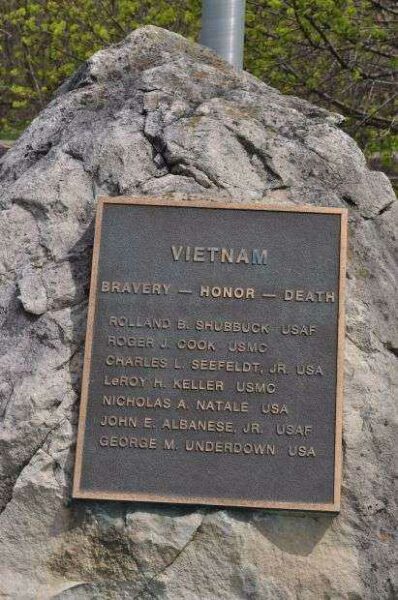 VIETNAM
BRAVERY — HONOR — DEATH
ROLLAND B. SHUBBUCK USAF
ROGER J. COOK USMC
CHARLES L. SEEFELDT, JR. USA
LeROY H. KELLER USMC
NICHOLAS A. NATALE USA
JOHN E. ALBANESE, JR. USAF
GEORGE M. UNDERDOWN USA